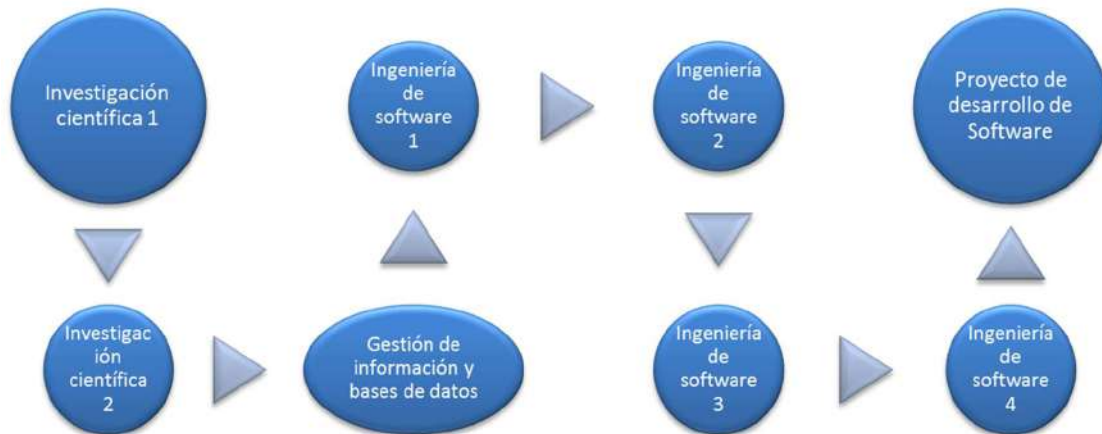 Investigación
científica 1
Investigac
ión
científica
2
Gestión de
información y
bases de datos
Ingeniería
de
software
1
Ingeniería
de
software
2
Ingeniería
de
software
3
Ingeniería
de
software
4
Proyecto de
desarrollo de
Software